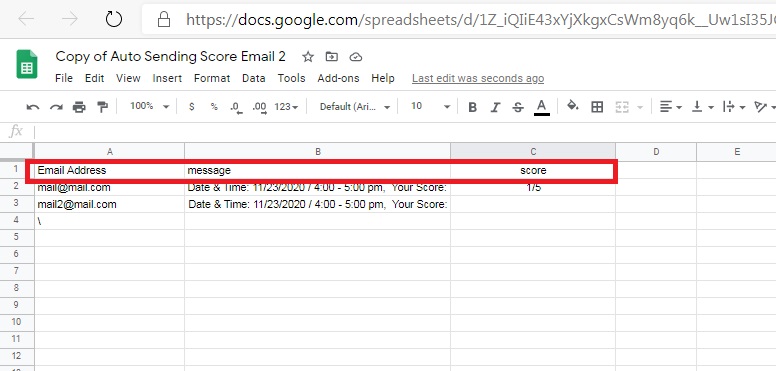 https://docs.google.com/spreadsheets/d/1Z_iQIiE43xYjXkgxCsWm8yq6k__Uw1sI35J
Copy of Auto Sending Score Email 2
File Edit View Insert Format Data Tools Add-ons Help Last edit was seconds ago
100% $ % .0 .00 123 Default (Ari... 10 B I S A
fx
A B C D E
1 Email Address message score
2 mail@mail.com Date & Time: 11/23/2020 / 4:00 - 5:00 pm, Your Score: 1/5
3 mail2@mail.com Date & Time: 11/23/2020 / 4:00 - 5:00 pm, Your Score:
4 \
5
6
7
8
9
10
11
12